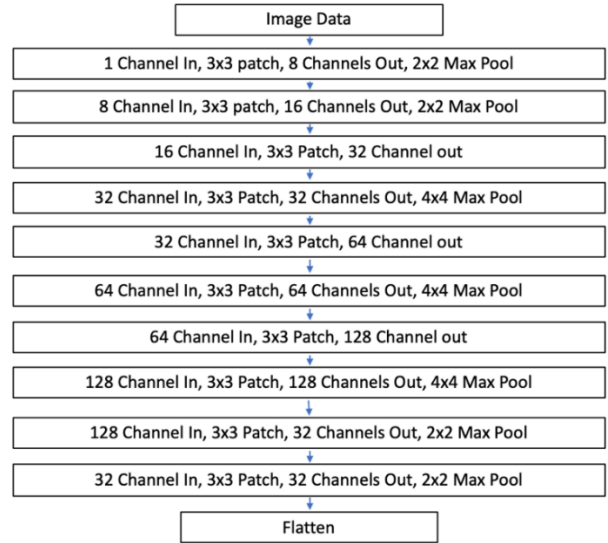 Image Data
1 Channel In, 3x3 patch, 8 Channels Out, 2x2 Max Pool
8 Channel In, 3x3 patch, 16 Channels Out, 2x2 Max Pool
16 Channel In, 3x3 Patch, 32 Channel out
32 Channel In, 3x3 Patch, 32 Channels Out, 4x4 Max Pool
32 Channel In, 3x3 Patch, 64 Channel out
64 Channel In, 3x3 Patch, 64 Channels Out, 4x4 Max Pool
64 Channel In, 3x3 Patch, 128 Channel out
128 Channel In, 3x3 Patch, 128 Channels Out, 4x4 Max Pool
128 Channel In, 3x3 Patch, 32 Channels Out, 2x2 Max Pool
32 Channel In, 3x3 Patch, 32 Channels Out, 2x2 Max Pool
Flatten